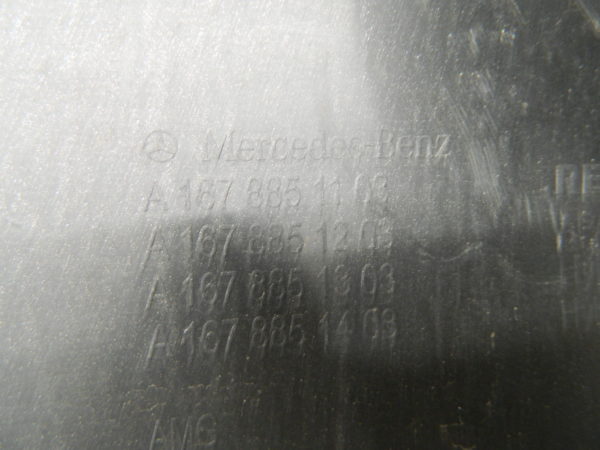 Mercedes-Benz
A 167 885 11 03
A 167 885 12 03
A 167 885 13 03
A 167 885 14 03
AMG